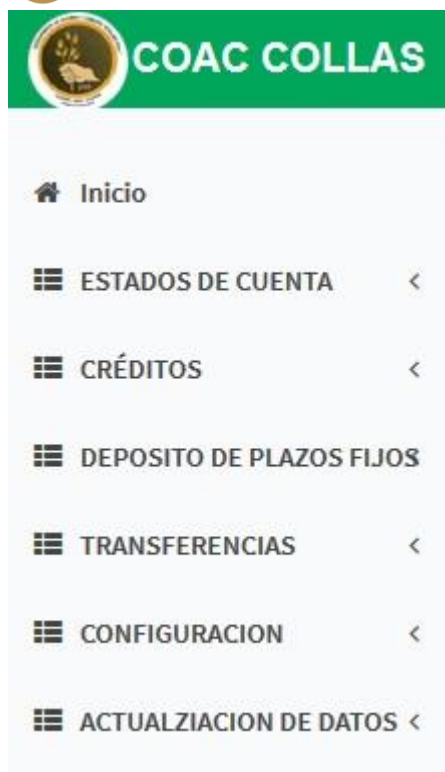 COAC COLLAS
Inicio
ESTADOS DE CUENTA
CRÉDITOS
DEPOSITO DE PLAZOS FIJOS
TRANSFERENCIAS
CONFIGURACION
ACTUALZIACION DE DATOS